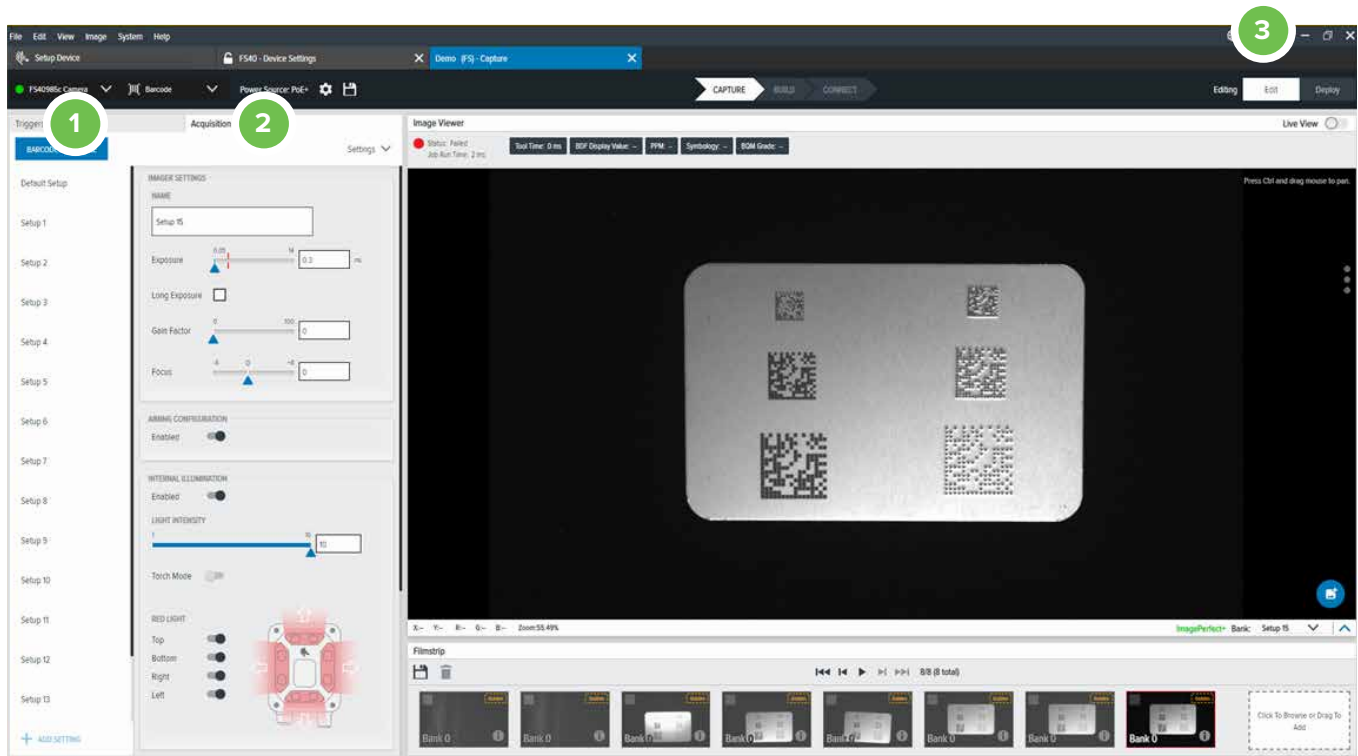 3
File Edit View Image System Help
Setup Device
FS40 - Device Settings
Demo (FS) - Capture
FS40985c Camera
Barcode
Power Source: PoE+
CAPTURE
BUILD
CONNECT
Editing
Edit
Deploy
1
Acquisition
2
Settings
Default Setup
Setup 1
Setup 2
Setup 3
Setup 4
Setup 5
Setup 6
Setup 7
Setup 8
Setup 9
Setup 10
Setup 11
Setup 12
Setup 13
ADD SETTING
IMAGER SETTINGS
NAME
Setup 15
0.05 14
Exposure 0.3
Long Exposure
0 100
Gain Factor 0
0
Focus 0
AIMING CONFIGURATION
Enabled
INTERNAL ILLUMINATION
Enabled
LIGHT INTENSITY
1 10
10
Torch Mode
RED LIGHT
Top
Bottom
Right
Left
Image Viewer
Live View
Status: Failed
Job Run Time: 2 ms
Tool Time: 0 ms
BDF Display Value: --
PPM: --
Symbology: --
BQM Grade: --
Press Ctrl and drag mouse to pan.
X:-- Y:-- R:-- G:-- B:-- Zoom:55.49%
ImagePerfect+ Bank: Setup 15
Filmstrip
8/8 (8 total)
Bank 0
Bank 0
Bank 0
Bank 0
Bank 0
Bank 0
Bank 0
Bank 0
Click To Browse or Drag To
Add